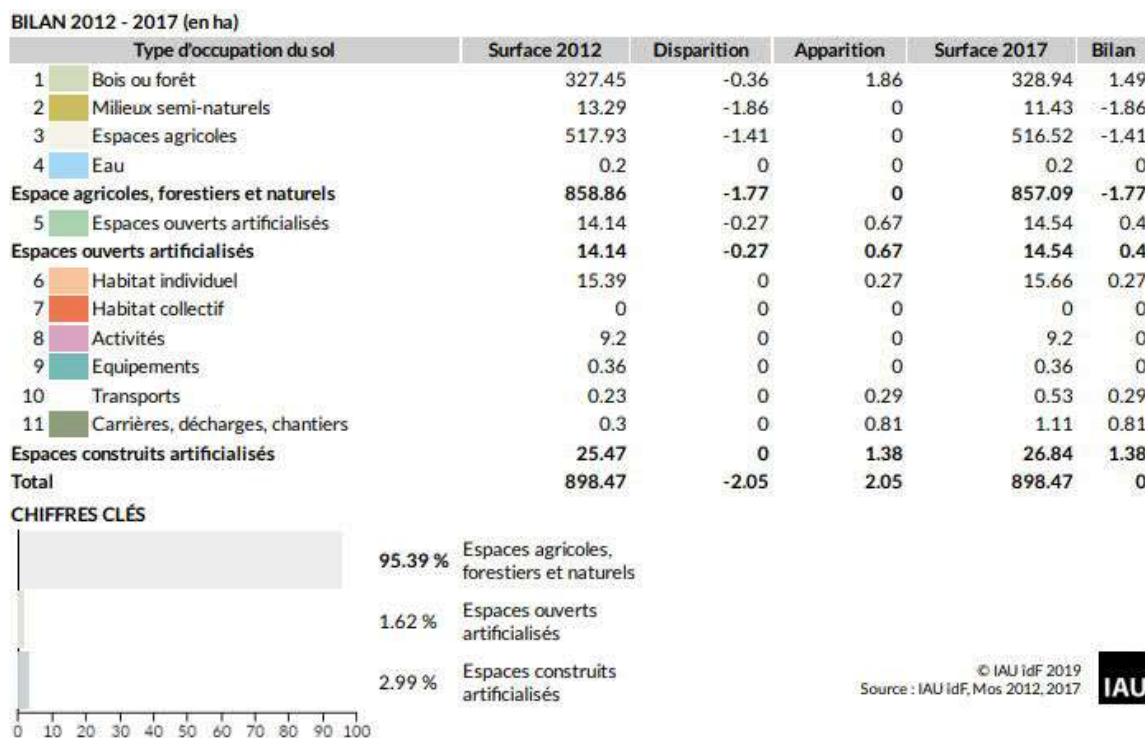 BILAN 2012 - 2017 (en ha)
Type d'occupation du sol Surface 2012 Disparition Apparition Surface 2017 Bilan
1 Bois ou forêt 327.45 -0.36 1.86 328.94 1.49
2 Milieux semi-naturels 13.29 -1.86 0 11.43 -1.86
3 Espaces agricoles 517.93 -1.41 0 516.52 -1.41
4 Eau 0.2 0 0 0.2 0
Espace agricoles, forestiers et naturels 858.86 -1.77 0 857.09 -1.77
5 Espaces ouverts artificialisés 14.14 -0.27 0.67 14.54 0.4
Espaces ouverts artificialisés 14.14 -0.27 0.67 14.54 0.4
6 Habitat individuel 15.39 0 0.27 15.66 0.27
7 Habitat collectif 0 0 0 0 0
8 Activités 9.2 0 0 9.2 0
9 Equipements 0.36 0 0 0.36 0
10 Transports 0.23 0 0.29 0.53 0.29
11 Carrières, décharges, chantiers 0.3 0 0.81 1.11 0.81
Espaces construits artificialisés 25.47 0 1.38 26.84 1.38
Total 898.47 -2.05 2.05 898.47 0
CHIFFRES CLÉS
95.39 % Espaces agricoles,
forestiers et naturels
1.62 % Espaces ouverts
artificialisés
2.99 % Espaces construits
artificialisés
0 10 20 30 40 50 60 70 80 90 100
© IAU îdF 2019
Source : IAU îdF, Mos 2012, 2017
IAU